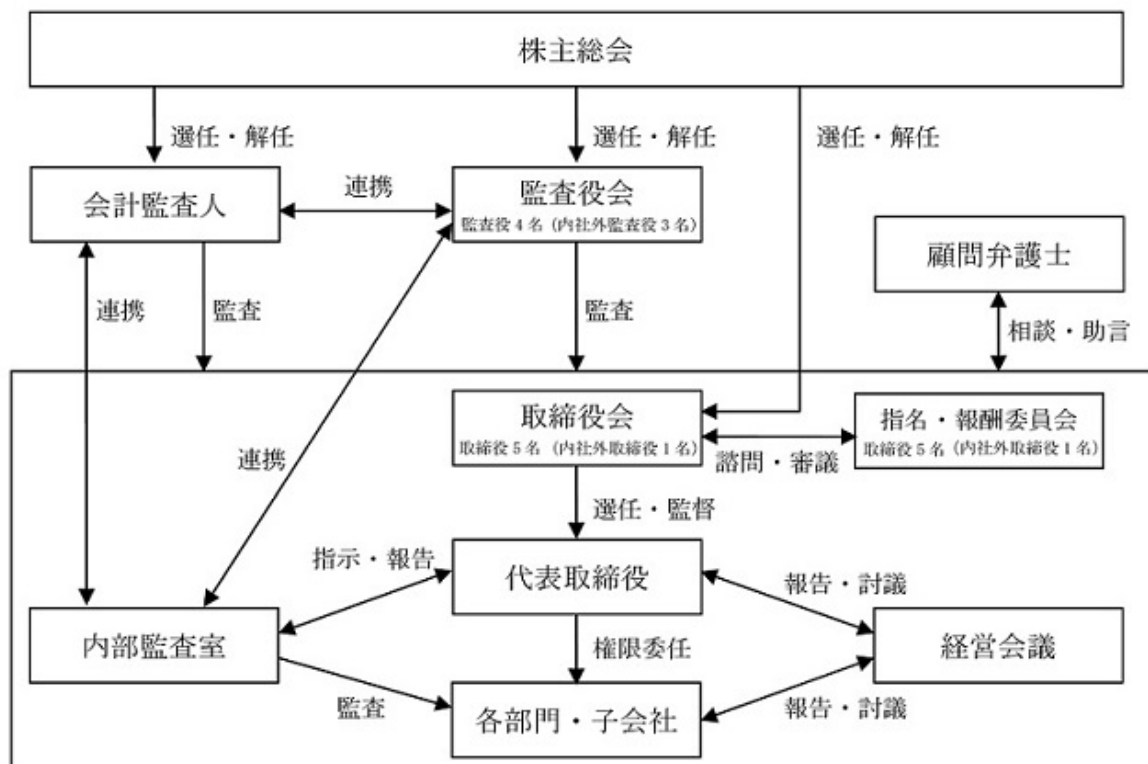 株主総会
選任・解任
選任・解任
選任・解任
会計監査人
連携
監査役会
監査役4名(内社外監査役3名)
顧問弁護士
連携
監査
監査
相談・助言
取締役会
取締役5名(内社外取締役1名)
指名・報酬委員会
取締役5名(内社外取締役1名)
諮問・審議
連携
選任・監督
指示・報告
代表取締役
報告・討議
内部監査室
権限委任
経営会議
監査
各部門・子会社
報告・討議